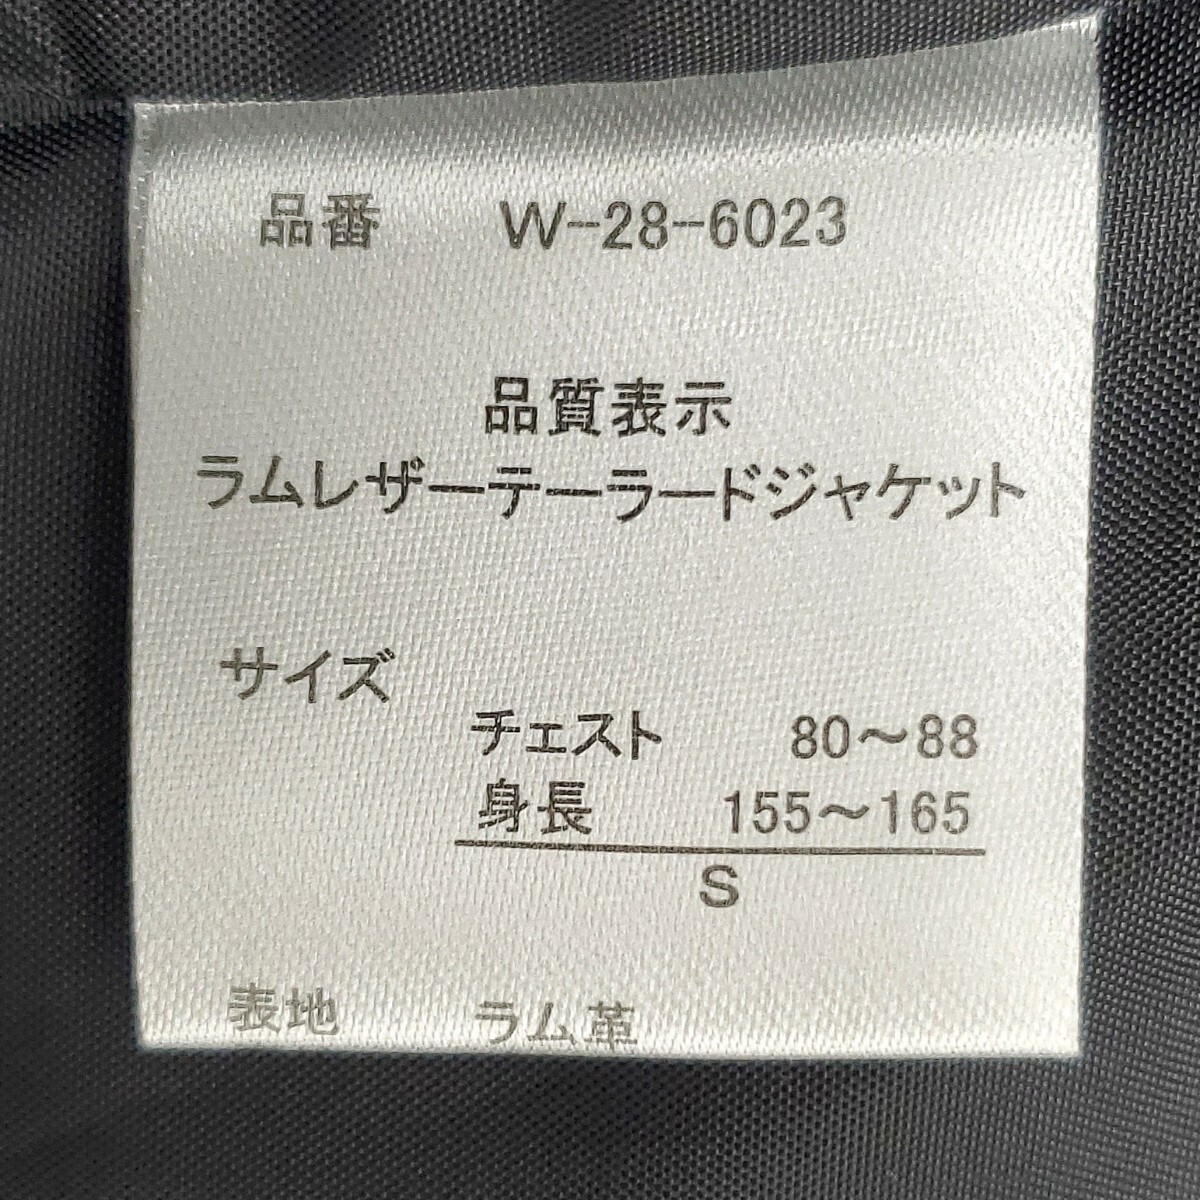 品番 W-28-6023
品質表示
ラムレザーテーラードジャケット
サイズ
チェスト 80～88
身長 155～165
S
表地 ラム革